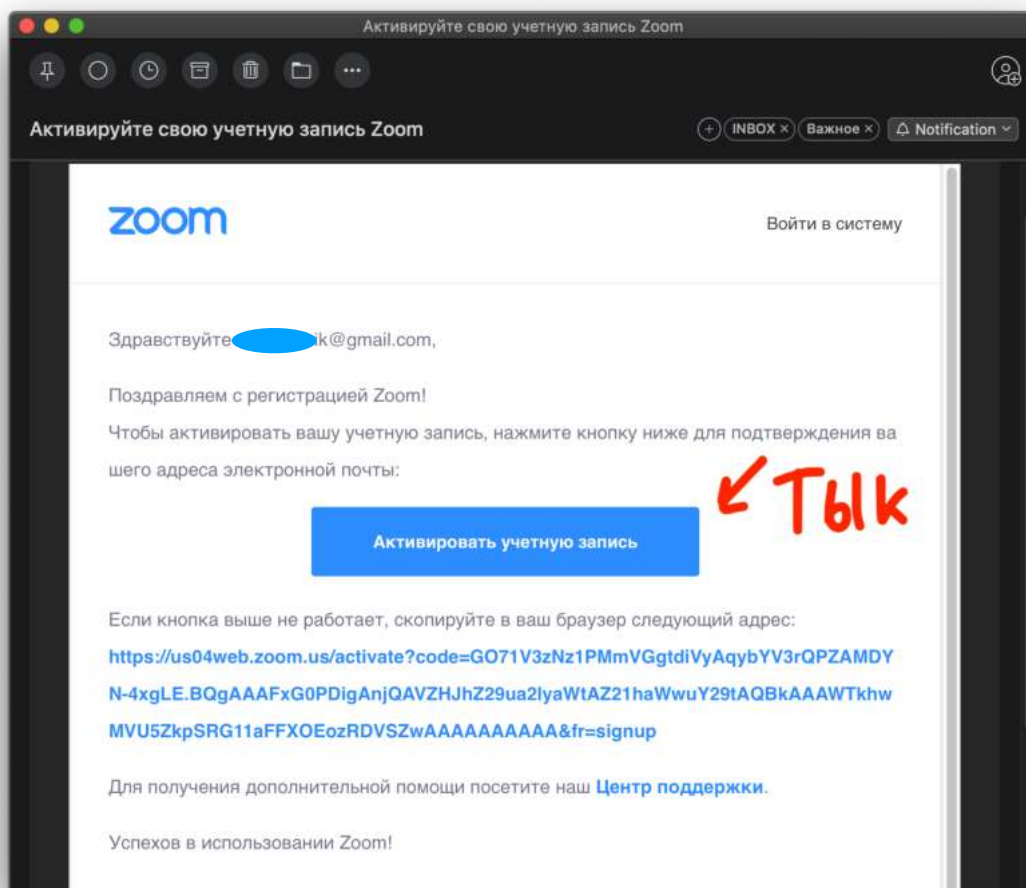 Активируйте свою учетную запись Zoom
Активируйте свою учетную запись Zoom
INBOX × Важное × Notification
zoom
Войти в систему
Здравствуйте ik@gmail.com,
Поздравляем с регистрацией Zoom!
Чтобы активировать вашу учетную запись, нажмите кнопку ниже для подтверждения ва
шего адреса электронной почты:
Тык
Активировать учетную запись
Если кнопка выше не работает, скопируйте в ваш браузер следующий адрес:
https://us04web.zoom.us/activate?code=GO71V3zNz1PMmVGgtdiVyAqybYV3rQPZAMDY
N-4xgLE.BQgAAAFxG0PDigAnjQAVZHJhZ29ua2lyaWtAZ21haWwuY29tAQBkAAAWTkhw
MVU5ZkpSRG11aFFXOEozRDVSZwAAAAAAAAAA&fr=signup
Для получения дополнительной помощи посетите наш Центр поддержки.
Успехов в использовании Zoom!